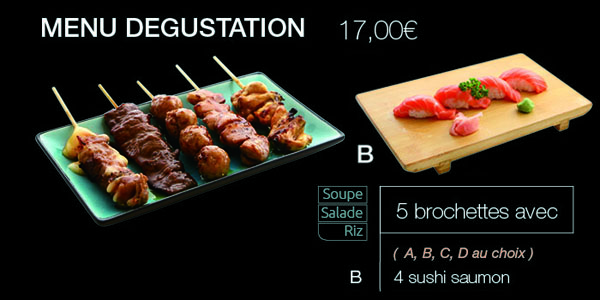 MENU DEGUSTATION 17,00€
B
Soupe
Salade
Riz
5 brochettes avec
( A, B, C, D au choix )
B 4 sushi saumon